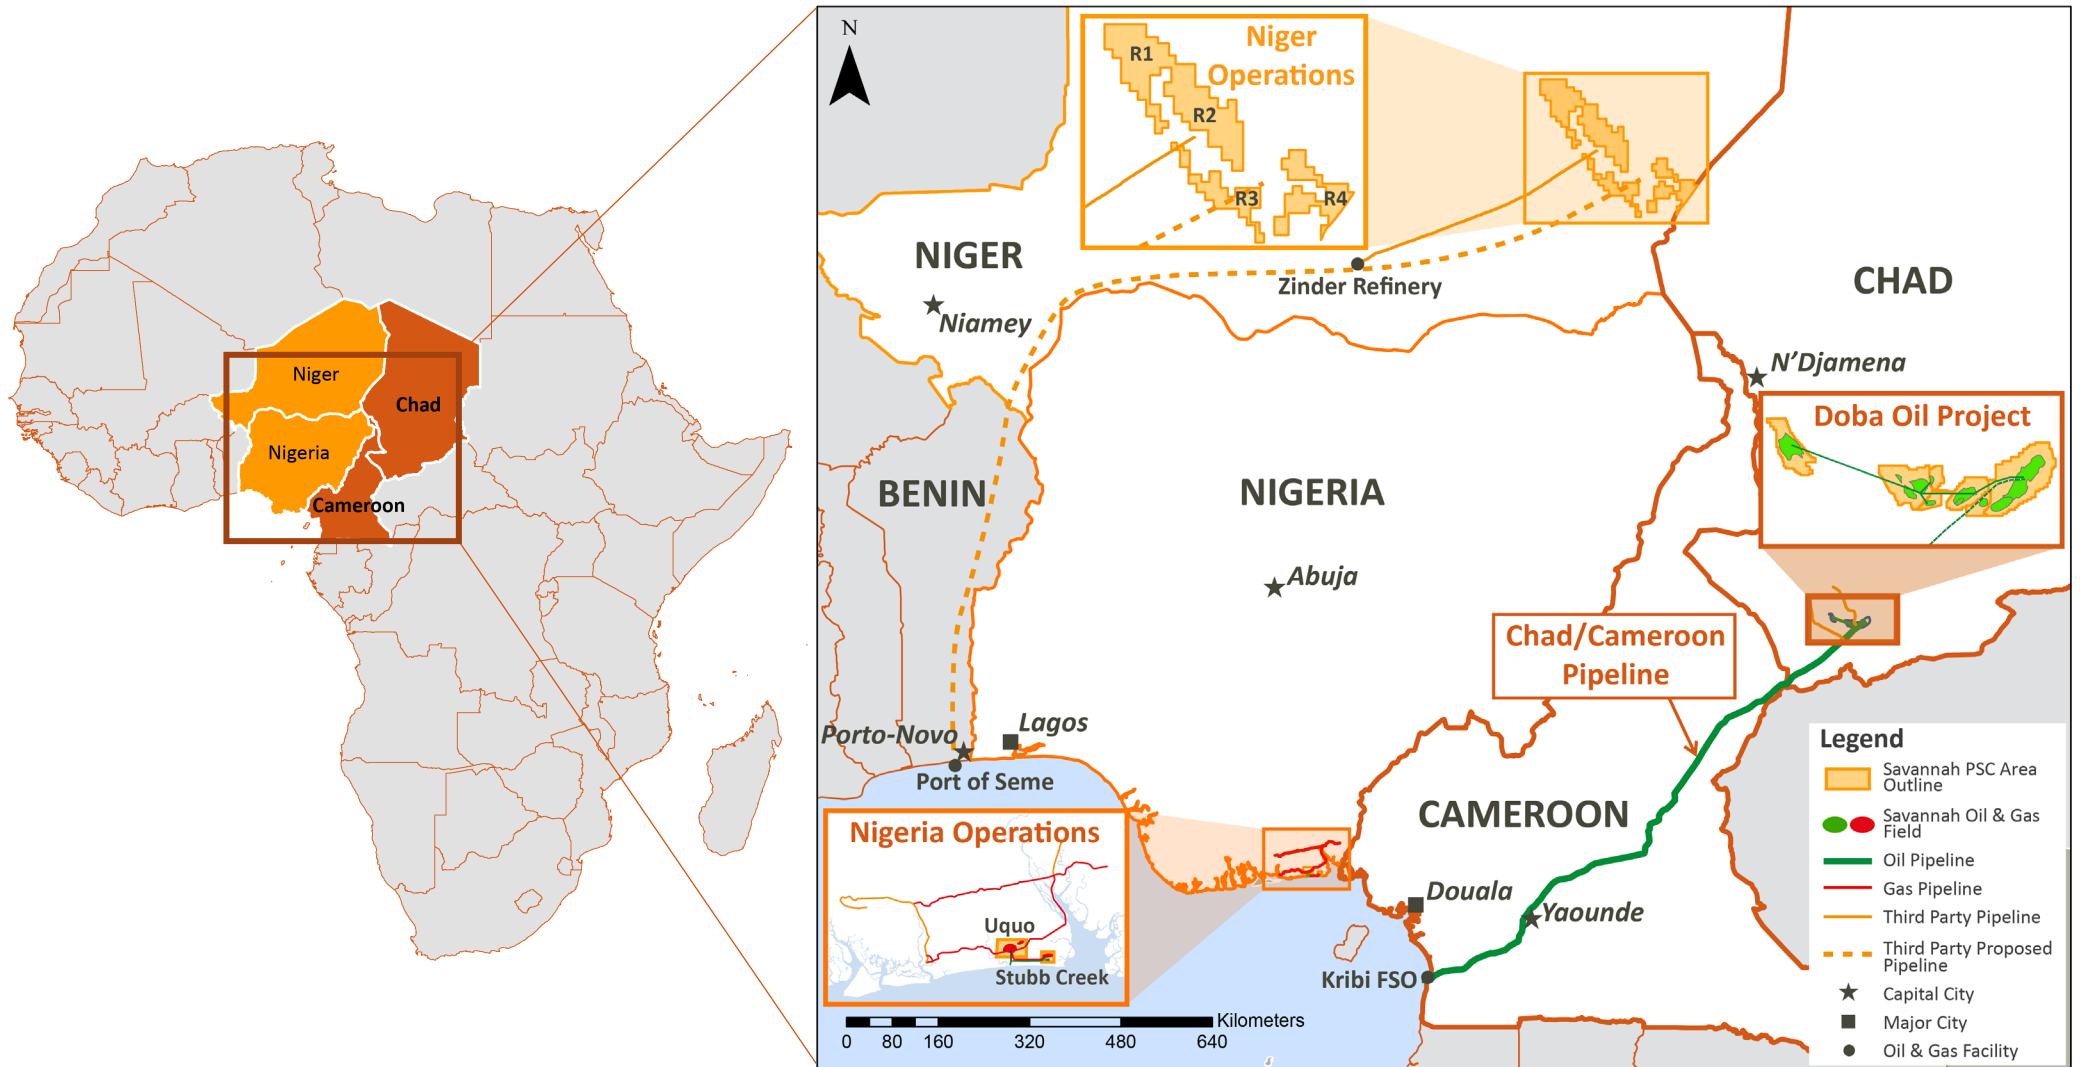 Niger
Chad
Nigeria
Cameroon
N
Niger
Operations
R1
R2
R3
R4
NIGER
Niamey
Zinder Refinery
CHAD
N'Djamena
Doba Oil Project
BENIN
NIGERIA
Abuja
Chad/Cameroon
Pipeline
Porto-Novo
Lagos
Port of Seme
CAMEROON
Nigeria Operations
Uquo
Stubb Creek
Douala
Yaounde
Kribi FSO
Kilometers
0 80 160 320 480 640
Legend
Savannah PSC Area
Outline
Savannah Oil & Gas
Field
Oil Pipeline
Gas Pipeline
Third Party Pipeline
Third Party Proposed
Pipeline
Capital City
Major City
Oil & Gas Facility